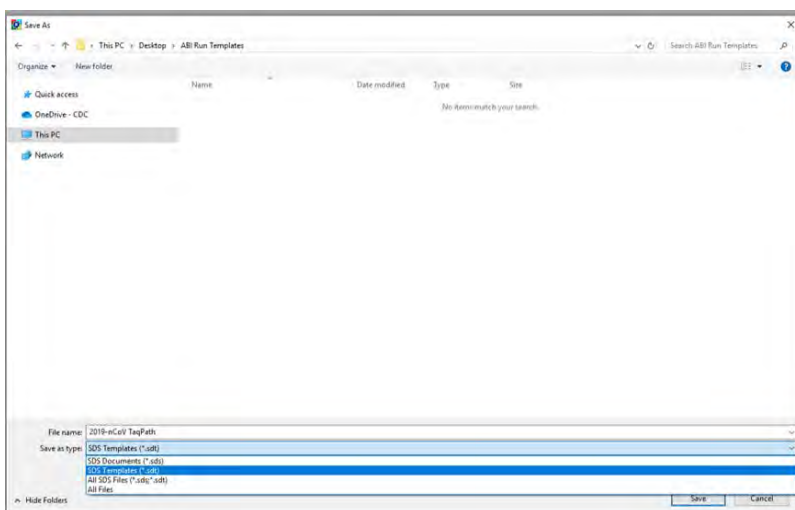 Save As
This PC › Desktop › ABI Run Templates
Search ABI Run Templates
Organize
New folder
Name
Date modified
Type
Size
Quick access
No items match your search.
OneDrive - CDC
This PC
Network
File name: 2019-nCoV TaqPath
Save as type: SDS Templates (*.sdt)
SDS Documents (*.sds)
SDS Templates (*.sdt)
All SDS Files (*.sds;*.sdt)
All Files
Hide Folders
Save
Cancel